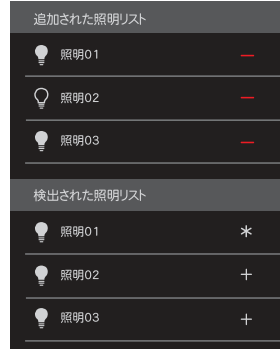 追加された照明リスト
照明01 —
照明02 —
照明03 —
検出された照明リスト
照明01 *
照明02 +
照明03 +